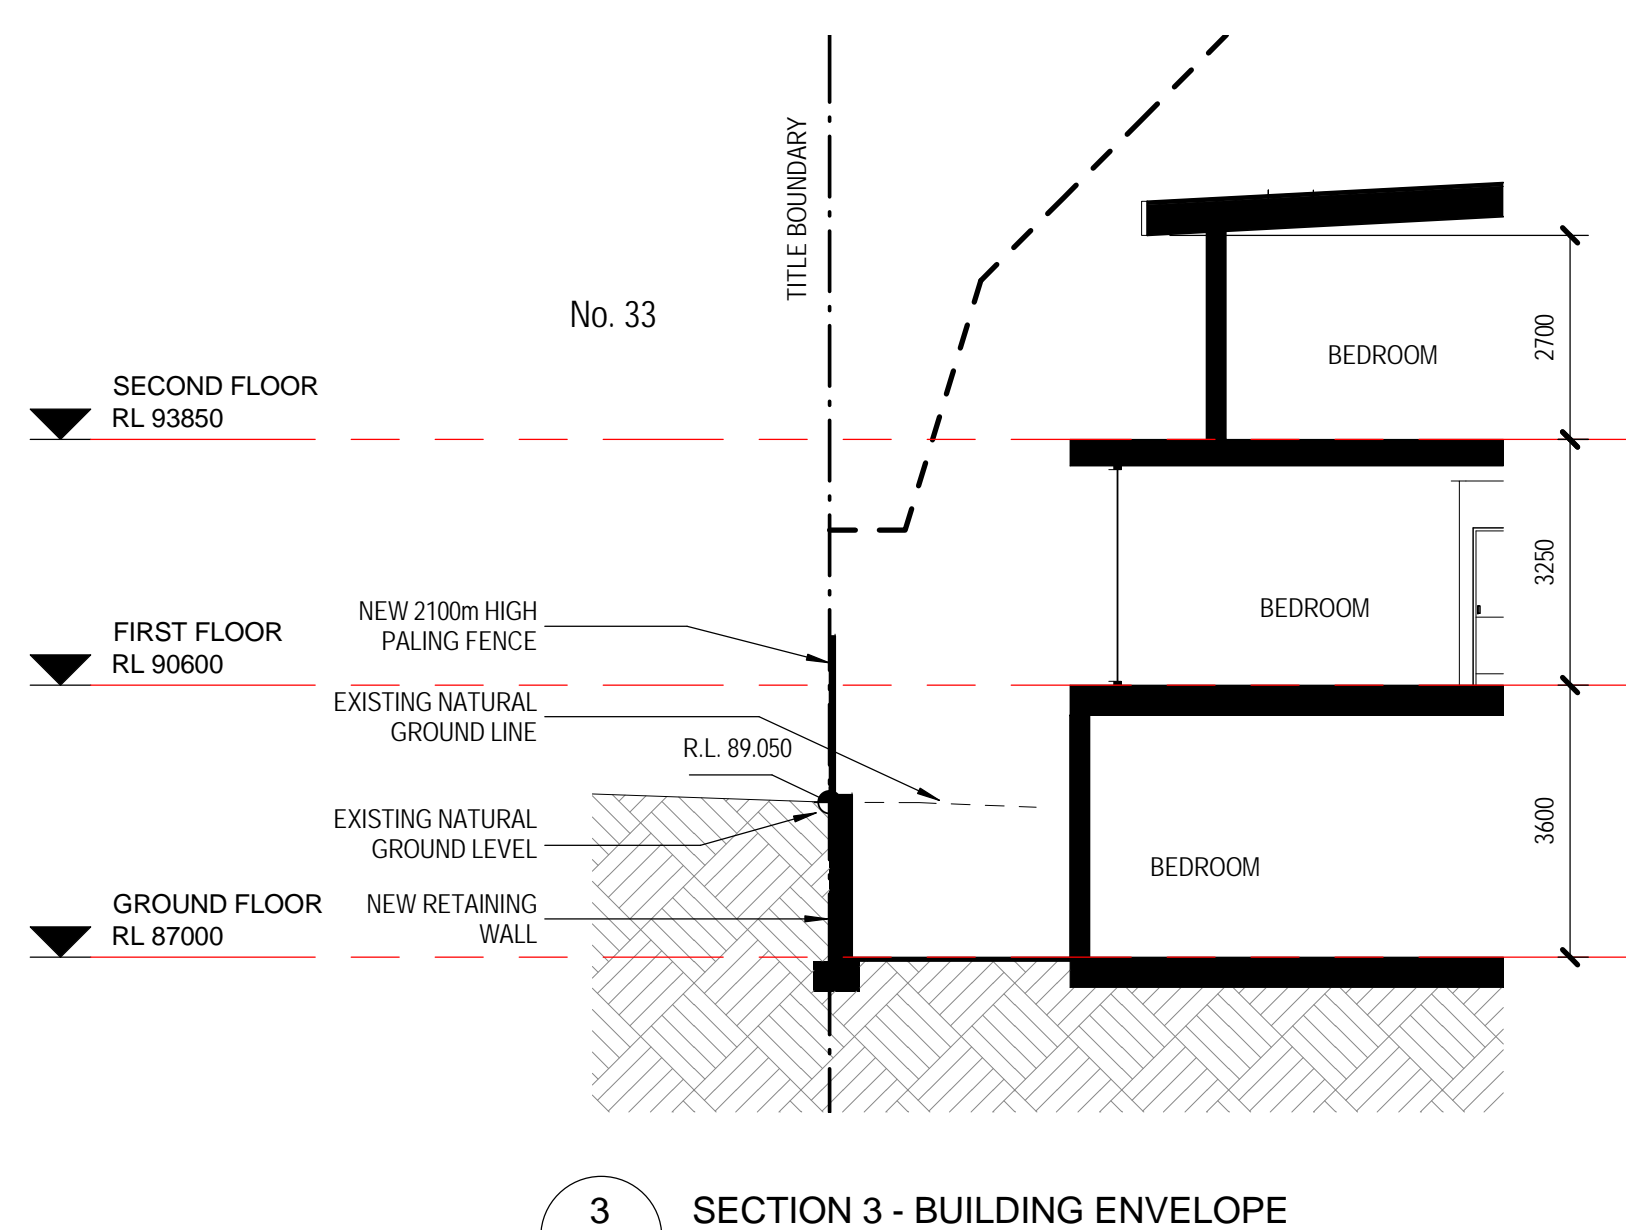 TITLE BOUNDARY
No. 33
SECOND FLOOR
RL 93850
BEDROOM
2700
NEW 2100m HIGH
PALING FENCE
FIRST FLOOR
RL 90600
BEDROOM
3250
EXISTING NATURAL
GROUND LINE
R.L. 89.050
EXISTING NATURAL
GROUND LEVEL
BEDROOM
3600
GROUND FLOOR
RL 87000
NEW RETAINING
WALL
3
SECTION 3 - BUILDING ENVELOPE